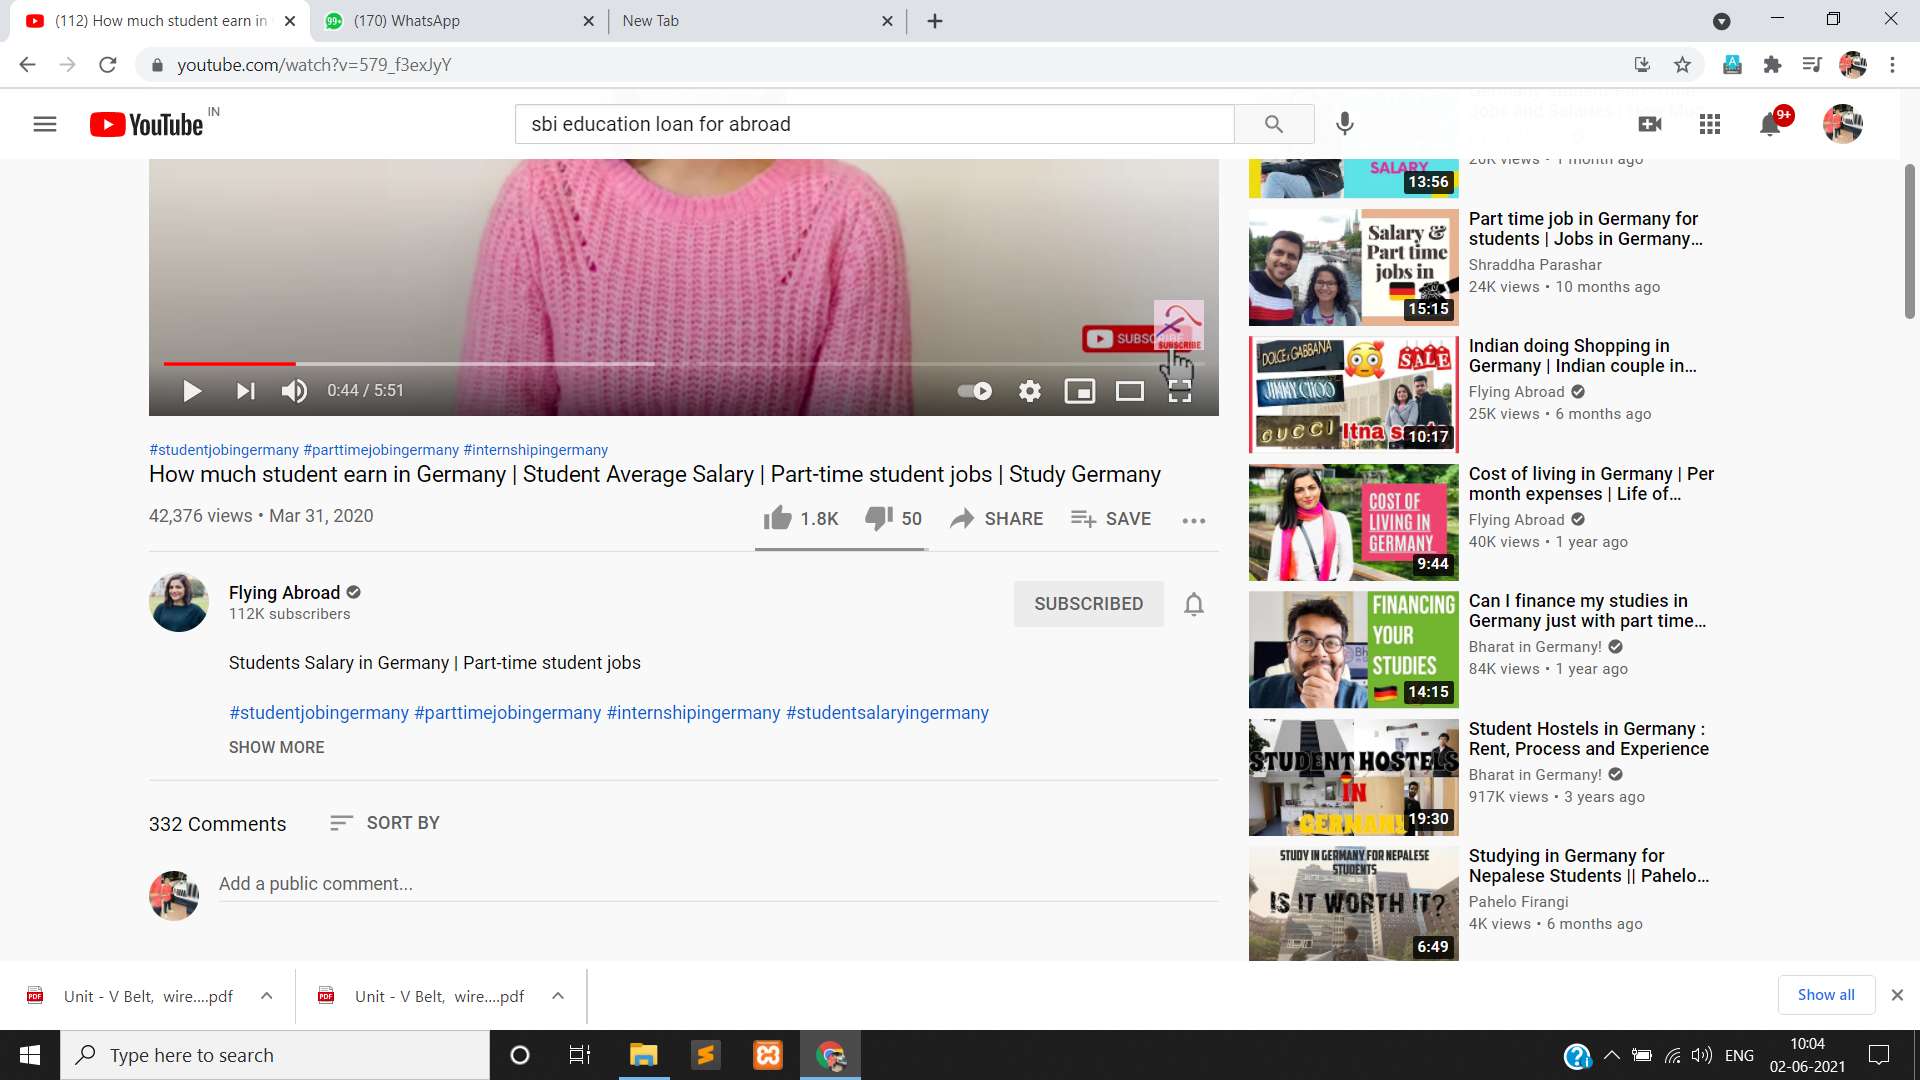 (112) How much student earn in
(170) WhatsApp
New Tab
youtube.com/watch?v=579_f3exJyY
YouTube IN
sbi education loan for abroad
9+
20K views • 1 month ago
SALARY
13:56
SUBSCRIBE
0:44 / 5:51
#studentjobingermany #parttimejobingermany #internshipingermany
How much student earn in Germany | Student Average Salary | Part-time student jobs | Study Germany
42,376 views • Mar 31, 2020
1.8K
50
SHARE
SAVE
Flying Abroad
112K subscribers
SUBSCRIBED
Students Salary in Germany | Part-time student jobs
#studentjobingermany #parttimejobingermany #internshipingermany #studentsalaryingermany
SHOW MORE
332 Comments
SORT BY
Add a public comment...
Salary &
Part time
jobs in
15:15
Part time job in Germany for
students | Jobs in Germany...
Shraddha Parashar
24K views • 10 months ago
DOLCE & GABBANA
JIMMY CHOO
GUCCI
SALE
Itna
10:17
Indian doing Shopping in
Germany | Indian couple in...
Flying Abroad
25K views • 6 months ago
COST OF
LIVING IN
GERMANY
9:44
Cost of living in Germany | Per
month expenses | Life of...
Flying Abroad
40K views • 1 year ago
FINANCING
YOUR
STUDIES
14:15
Can I finance my studies in
Germany just with part time...
Bharat in Germany!
84K views • 1 year ago
STUDENT HOSTELS
IN
GERMANY
19:30
Student Hostels in Germany :
Rent, Process and Experience
Bharat in Germany!
917K views • 3 years ago
STUDY IN GERMANY FOR NEPALESE
STUDENTS
IS IT WORTH IT?
6:49
Studying in Germany for
Nepalese Students || Pahelo...
Pahelo Firangi
4K views • 6 months ago
Unit - V Belt, wire....pdf
Unit - V Belt, wire....pdf
Show all
Type here to search
ENG
10:04
02-06-2021